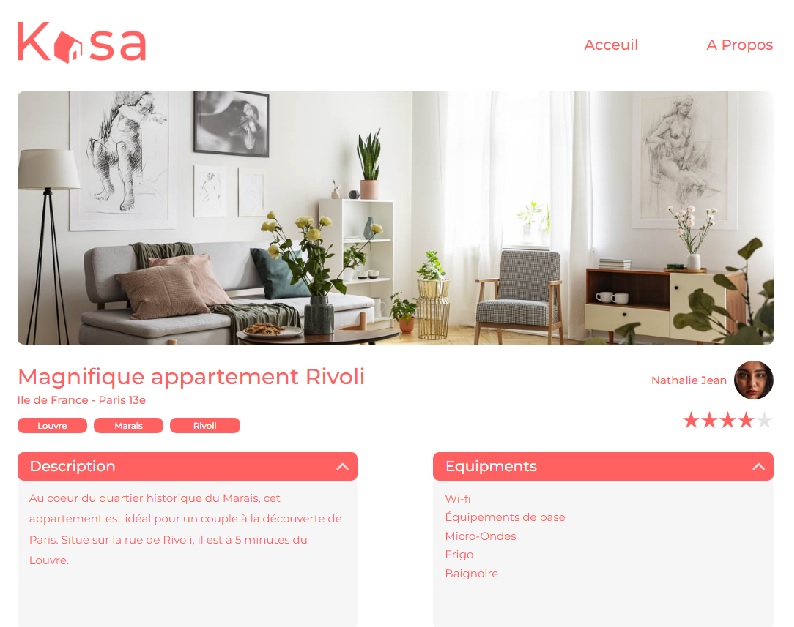 Kasa
Acceuil
A Propos
Magnifique appartement Rivoli
Ile de France - Paris 13e
Nathalie Jean
Louvre
Marais
Rivoli
Description
Au coeur du quartier historique du Marais, cet
appartement est idéal pour un couple à la découverte de
Paris. Situe sur la rue de Rivoli, il est à 5 minutes du
Louvre.
Equipments
Wi-fi
Équipements de base
Micro-Ondes
Frigo
Baignoire